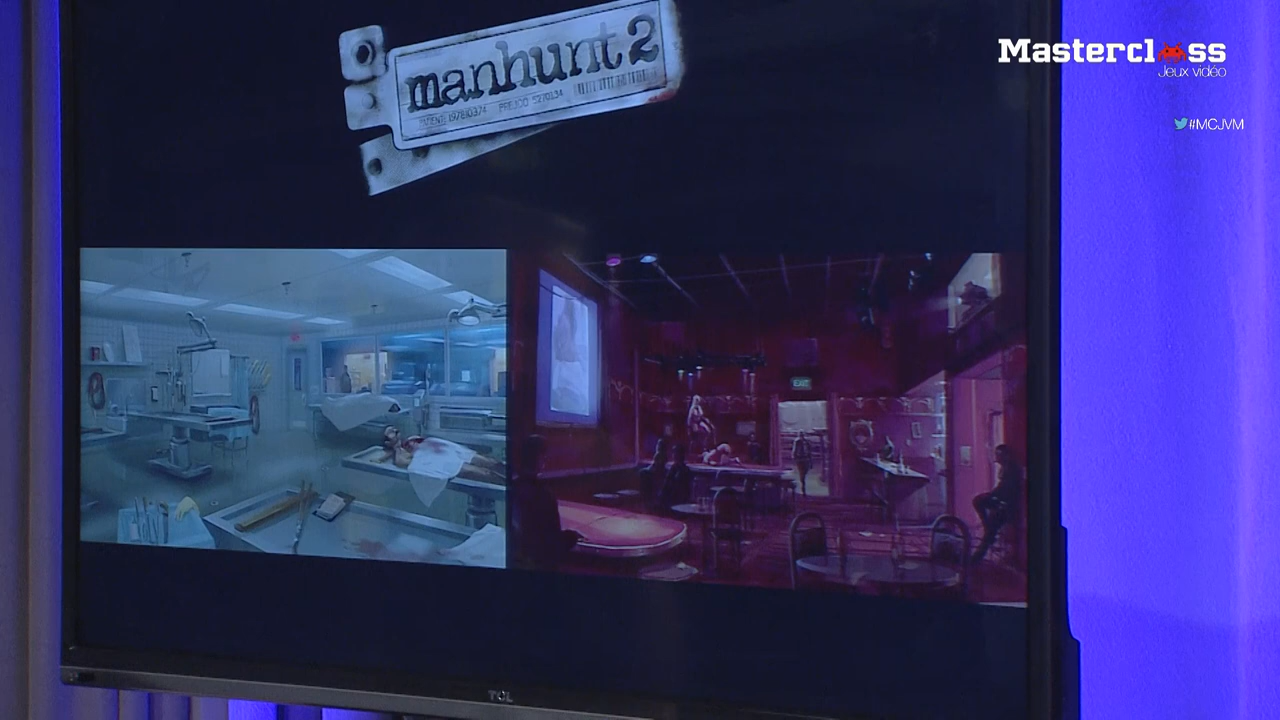 Masterclass
Jeux vidéo
#MCJVM
manhunt 2
EXIT
TCL